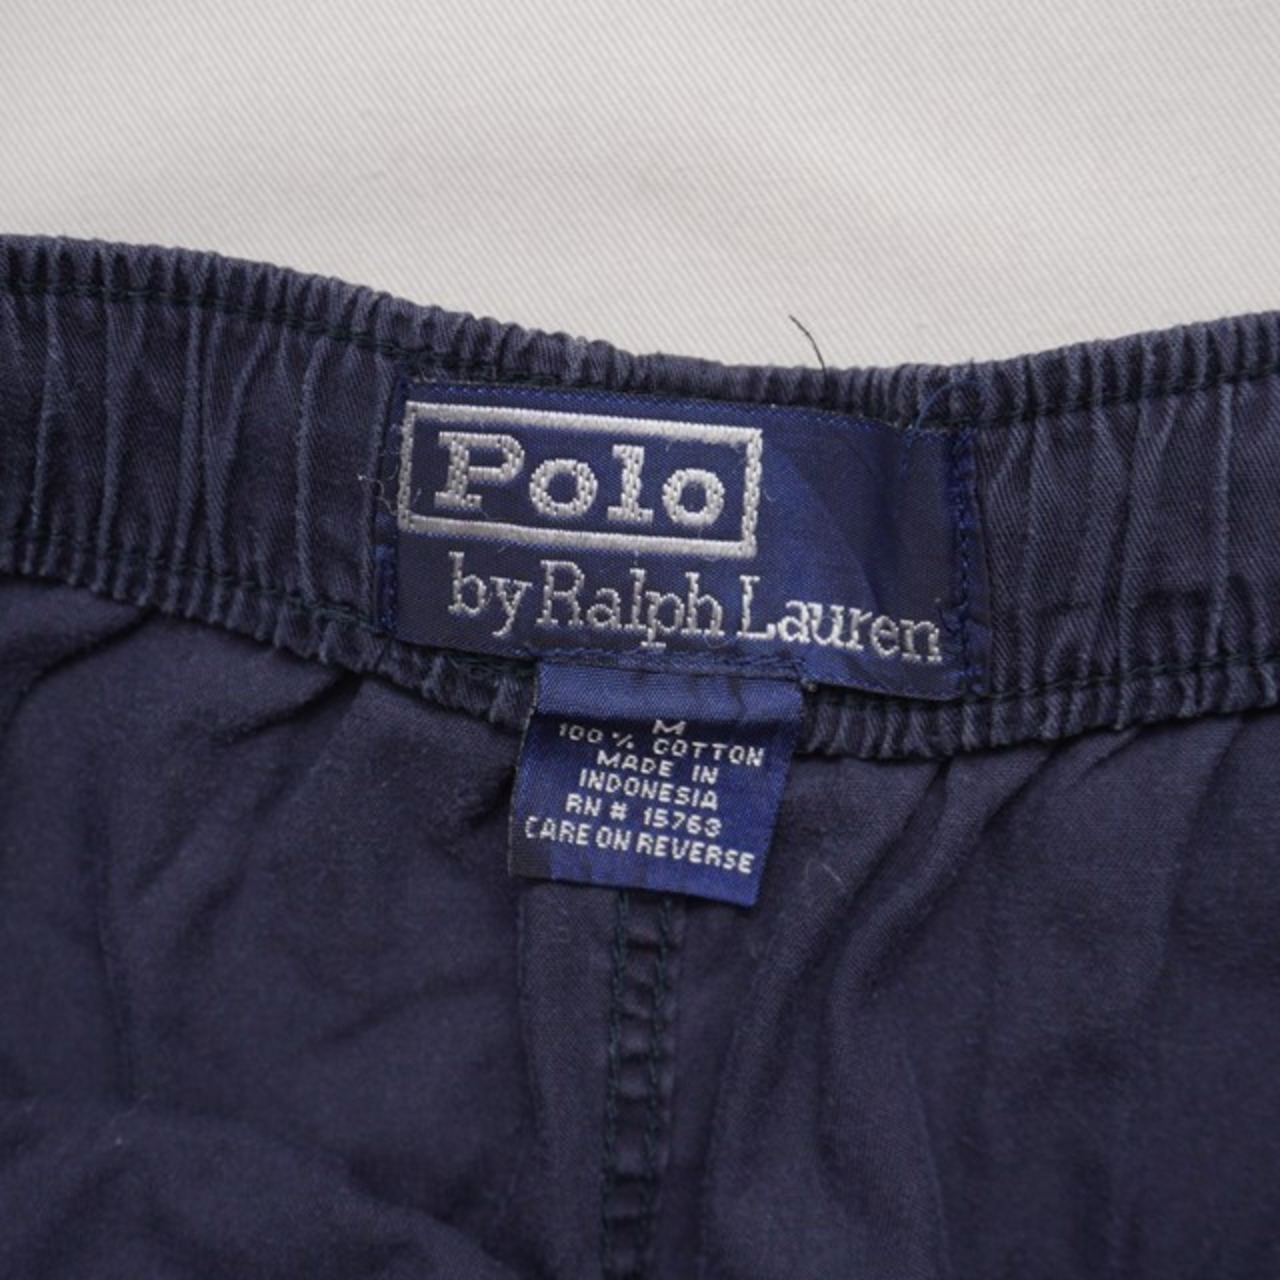 Polo
by Ralph Lauren
M
100% COTTON
MADE IN
INDONESIA
RN # 15763
CARE ON REVERSE